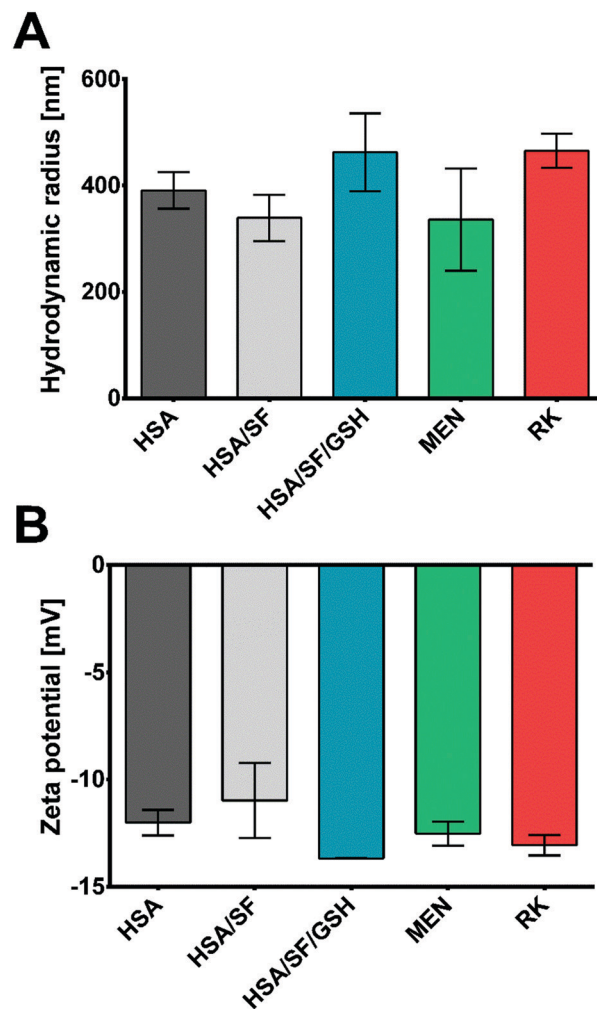 A
Hydrodynamic radius [nm]
600
400
200
0
HSA
HSA/SF
HSA/SF/GSH
MEN
RK
B
Zeta potential [mV]
0
-5
-10
-15
HSA
HSA/SF
HSA/SF/GSH
MEN
RK